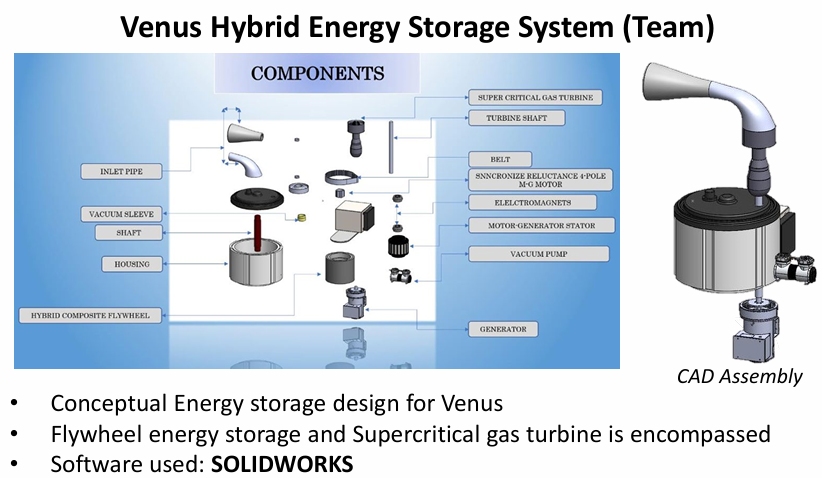 Venus Hybrid Energy Storage System (Team)
COMPONENTS
SUPER CRITICAL GAS TURBINE
TURBINE SHAFT
BELT
SNNCRONIZE RELUCTANCE 4-POLE
M-G MOTOR
ELELCTROMAGNETS
MOTOR-GENERATOR STATOR
VACUUM PUMP
GENERATOR
INLET PIPE
VACUUM SLEEVE
SHAFT
HOUSING
HYBRID COMPOSITE FLYWHEEL
CAD Assembly
• Conceptual Energy storage design for Venus
• Flywheel energy storage and Supercritical gas turbine is encompassed
• Software used: SOLIDWORKS